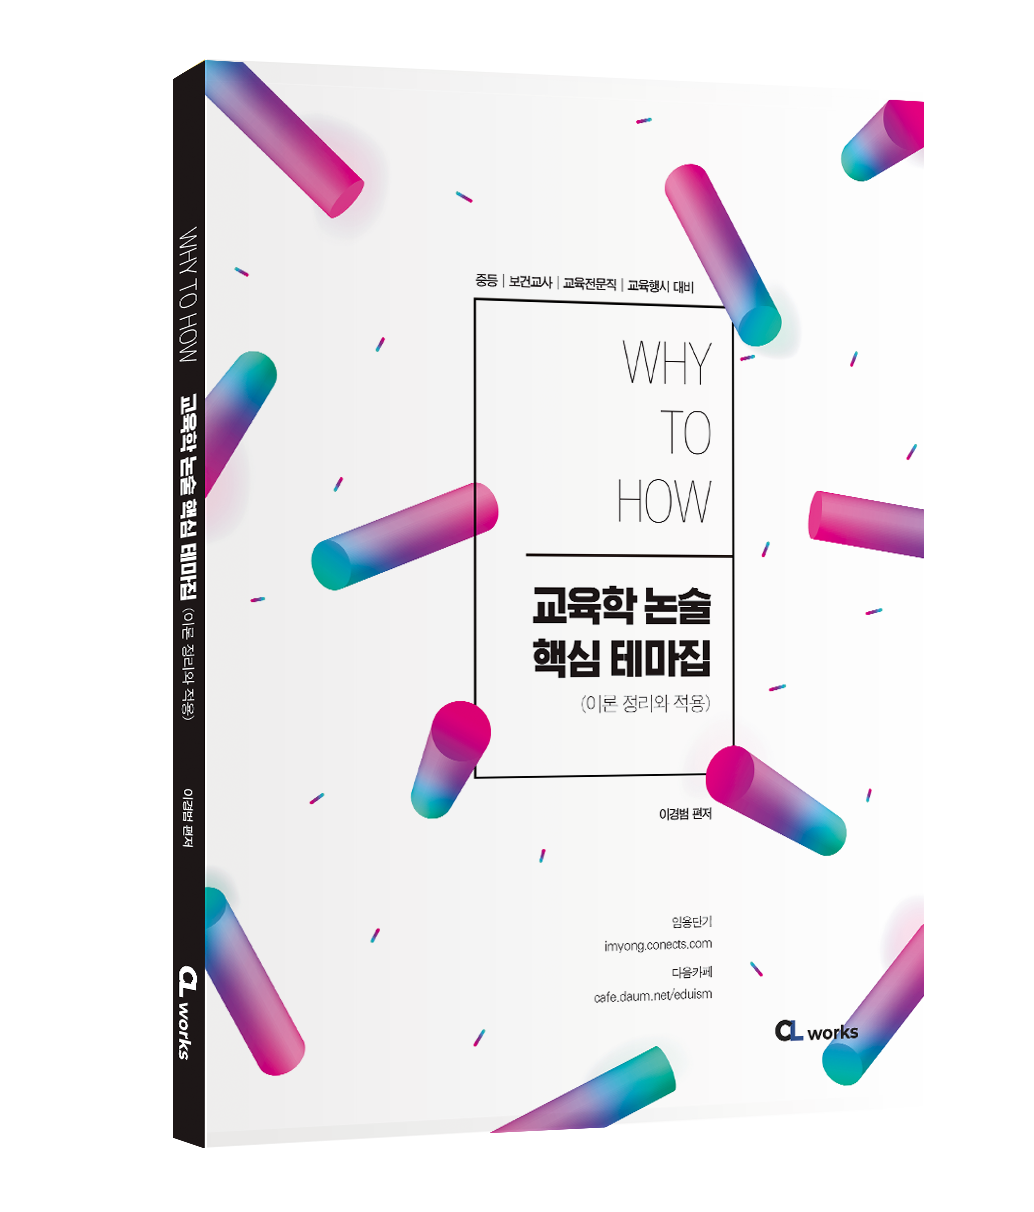 WHY TO HOW 교육학 논술 핵심 테마집 (이론 정리와 적용) 이경범 편저 CL works
중등 | 보건교사 | 교육전문직 | 교육행시 대비
WHY
TO
HOW
교육학 논술
핵심 테마집
(이론 정리와 적용)
이경범 편저
임용단기
imyong.conects.com
다음카페
cafe.daum.net/eduism
CL works